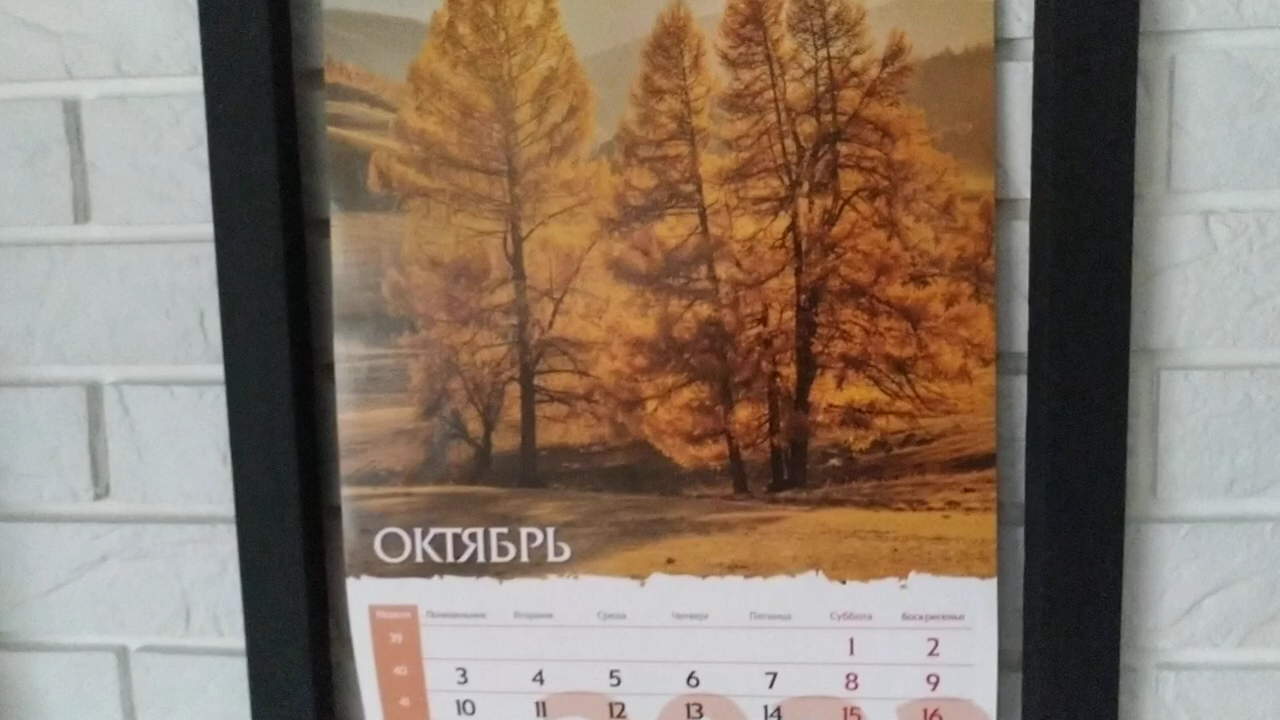 ОКТЯБРЬ
Неделя Понедельник Вторник Среда Четверг Пятница Суббота Воскресенье
39 1 2
40 3 4 5 6 7 8 9
41 10 11 12 13 14 15 16